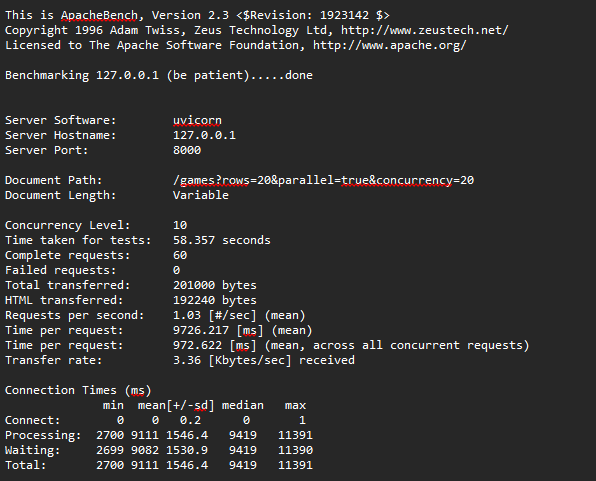 This is ApacheBench, Version 2.3 <$Revision: 1923142 $>
Copyright 1996 Adam Twiss, Zeus Technology Ltd, http://www.zeustech.net/
Licensed to The Apache Software Foundation, http://www.apache.org/

Benchmarking 127.0.0.1 (be patient).....done

Server Software:        uvicorn
Server Hostname:        127.0.0.1
Server Port:            8000

Document Path:          /games?rows=20&parallel=true&concurrency=20
Document Length:        Variable

Concurrency Level:      10
Time taken for tests:   58.357 seconds
Complete requests:      60
Failed requests:        0
Total transferred:      201000 bytes
HTML transferred:       192240 bytes
Requests per second:    1.03 [#/sec] (mean)
Time per request:       9726.217 [ms] (mean)
Time per request:       972.622 [ms] (mean, across all concurrent requests)
Transfer rate:          3.36 [Kbytes/sec] received

Connection Times (ms)
              min  mean[+/-sd] median   max
Connect:        0    0   0.2      0       1
Processing:  2700 9111 1546.4   9419   11391
Waiting:     2699 9082 1530.9   9419   11390
Total:       2700 9111 1546.4   9419   11391